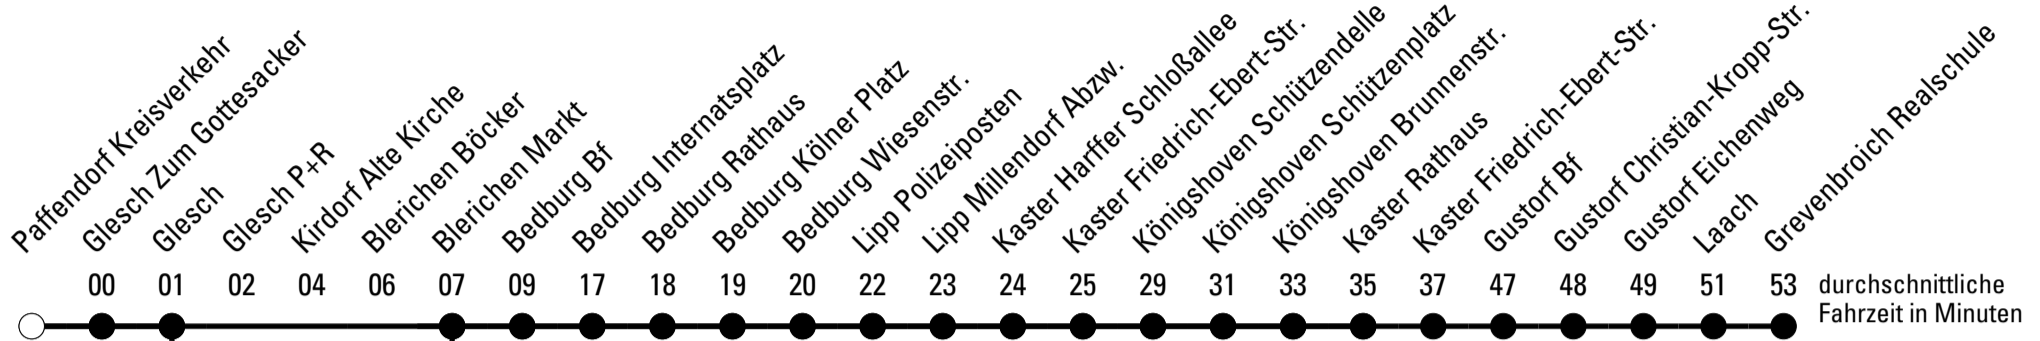 Paffendorf Kreisverkehr
Glesch Zum Gottesacker
Glesch
Glesch P+R
Kirdorf Alte Kirche
Blerichen Böcker
Blerichen Markt
Bedburg Bf
Bedburg Internatsplatz
Bedburg Rathaus
Bedburg Kölner Platz
Bedburg Wiesenstr.
Lipp Polizeiposten
Lipp Millendorf Abzw.
Kaster Harffer Schloßallee
Kaster Friedrich-Ebert-Str.
Königshoven Schützendelle
Königshoven Schützenplatz
Königshoven Brunnenstr.
Kaster Rathaus
Kaster Friedrich-Ebert-Str.
Gustorf Bf
Gustorf Christian-Kropp-Str.
Gustorf Eichenweg
Laach
Grevenbroich Realschule
00 01 02 04 06 07 09 17 18 19 20 22 23 24 25 29 31 33 35 37 47 48 49 51 53 durchschnittliche
Fahrzeit in Minuten